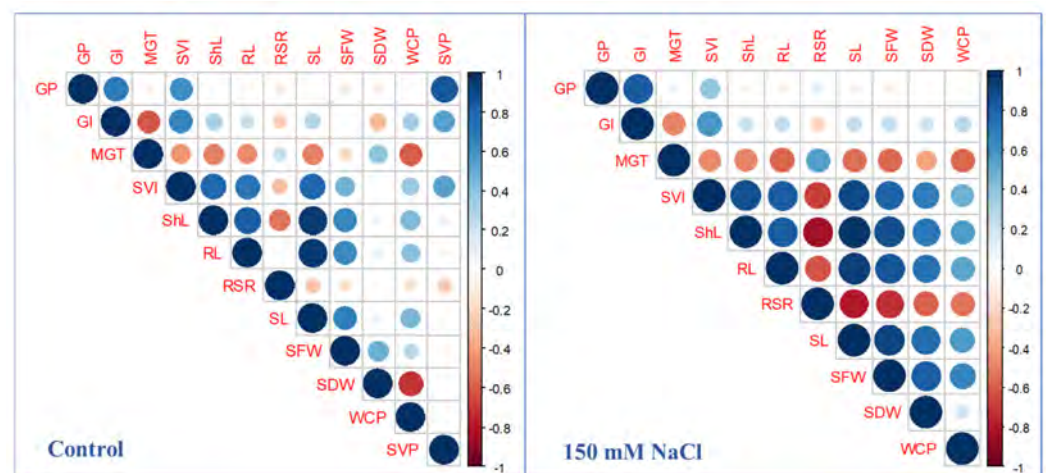 GP GI MGT SVI ShL RL RSR SL SFW SDW WCP SVP
GP
GI
MGT
SVI
ShL
RL
RSR
SL
SFW
SDW
WCP
SVP
1
0.8
0.6
0.4
0.2
0
-0.2
-0.4
-0.6
-0.8
-1
Control
GP GI MGT SVI ShL RL RSR SL SFW SDW WCP
GP
GI
MGT
SVI
ShL
RL
RSR
SL
SFW
SDW
WCP
1
0.8
0.6
0.4
0.2
0
-0.2
-0.4
-0.6
-0.8
-1
150 mM NaCl